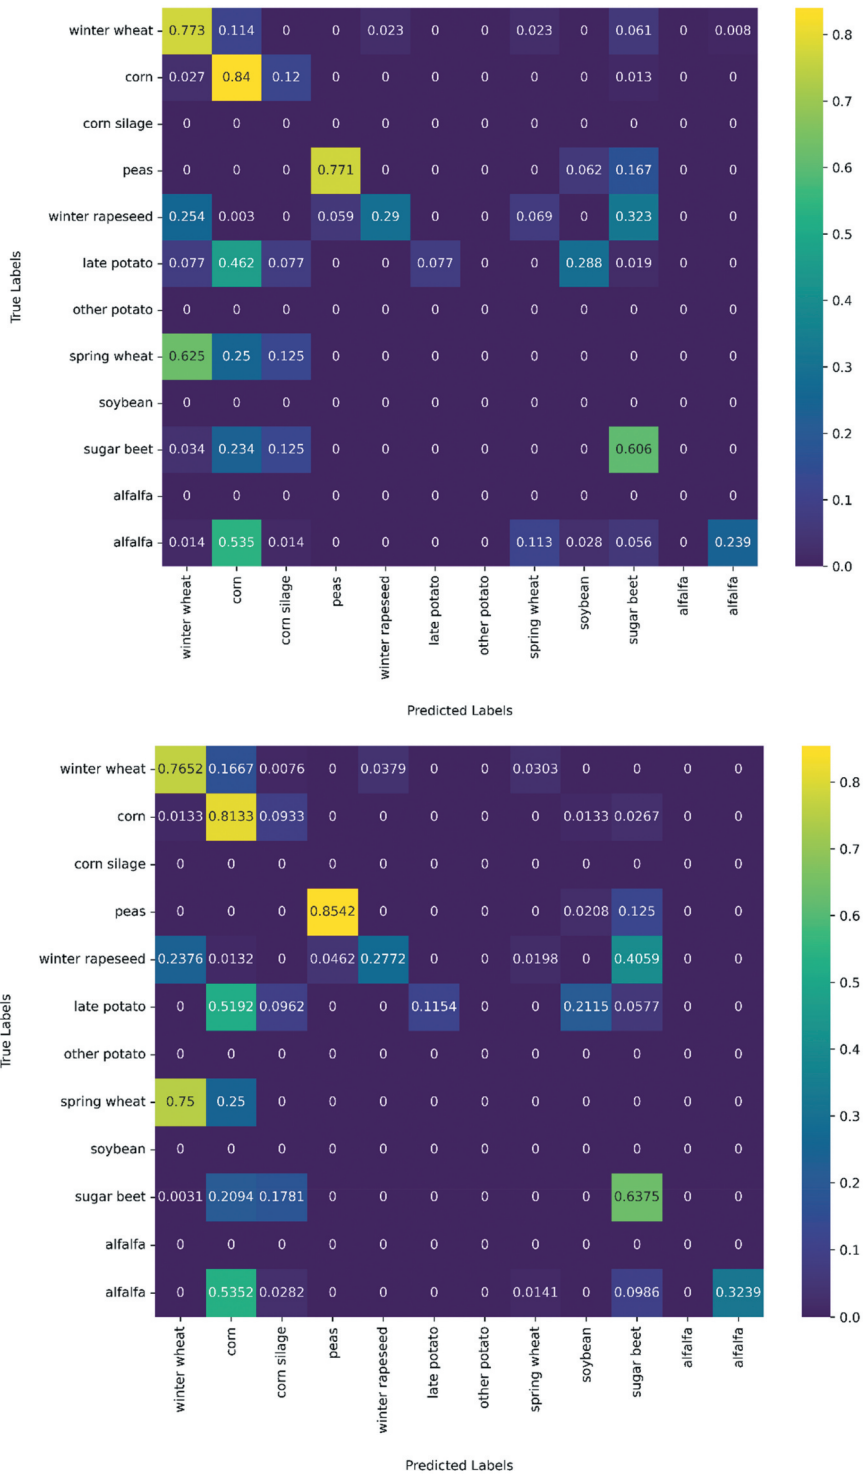 winter wheat 0.773 0.114 0 0 0.023 0 0 0.023 0 0.061 0 0.008
corn 0.027 0.84 0.12 0 0 0 0 0 0 0.013 0 0
corn silage 0 0 0 0 0 0 0 0 0 0 0 0
peas 0 0 0 0.771 0 0 0 0 0.062 0.167 0 0
winter rapeseed 0.254 0.003 0 0.059 0.29 0 0 0.069 0 0.323 0 0
late potato 0.077 0.462 0.077 0 0 0.077 0 0 0.288 0.019 0 0
other potato 0 0 0 0 0 0 0 0 0 0 0 0
spring wheat 0.625 0.25 0.125 0 0 0 0 0 0 0 0 0
soybean 0 0 0 0 0 0 0 0 0 0 0 0
sugar beet 0.034 0.234 0.125 0 0 0 0 0 0 0.606 0 0
alfalfa 0 0 0 0 0 0 0 0 0 0 0 0
alfalfa 0.014 0.535 0.014 0 0 0 0 0.113 0.028 0.056 0 0.239
True Labels
winter wheat corn corn silage peas winter rapeseed late potato other potato spring wheat soybean sugar beet alfalfa alfalfa
Predicted Labels
0.8
0.7
0.6
0.5
0.4
0.3
0.2
0.1
0.0
winter wheat 0.7652 0.1667 0.0076 0 0.0379 0 0 0.0303 0 0 0 0
corn 0.0133 0.8133 0.0933 0 0 0 0 0 0.0133 0.0267 0 0
corn silage 0 0 0 0 0 0 0 0 0 0 0 0
peas 0 0 0 0.8542 0 0 0 0 0.0208 0.125 0 0
winter rapeseed 0.2376 0.0132 0 0.0462 0.2772 0 0 0.0198 0 0.4059 0 0
late potato 0 0.5192 0.0962 0 0 0.1154 0 0 0.2115 0.0577 0 0
other potato 0 0 0 0 0 0 0 0 0 0 0 0
spring wheat 0.75 0.25 0 0 0 0 0 0 0 0 0 0
soybean 0 0 0 0 0 0 0 0 0 0 0 0
sugar beet 0.0031 0.2094 0.1781 0 0 0 0 0 0 0.6375 0 0
alfalfa 0 0 0 0 0 0 0 0 0 0 0 0
alfalfa 0 0.5352 0.0282 0 0 0 0 0.0141 0 0.0986 0 0.3239
True Labels
winter wheat corn corn silage peas winter rapeseed late potato other potato spring wheat soybean sugar beet alfalfa alfalfa
Predicted Labels
0.8
0.7
0.6
0.5
0.4
0.3
0.2
0.1
0.0